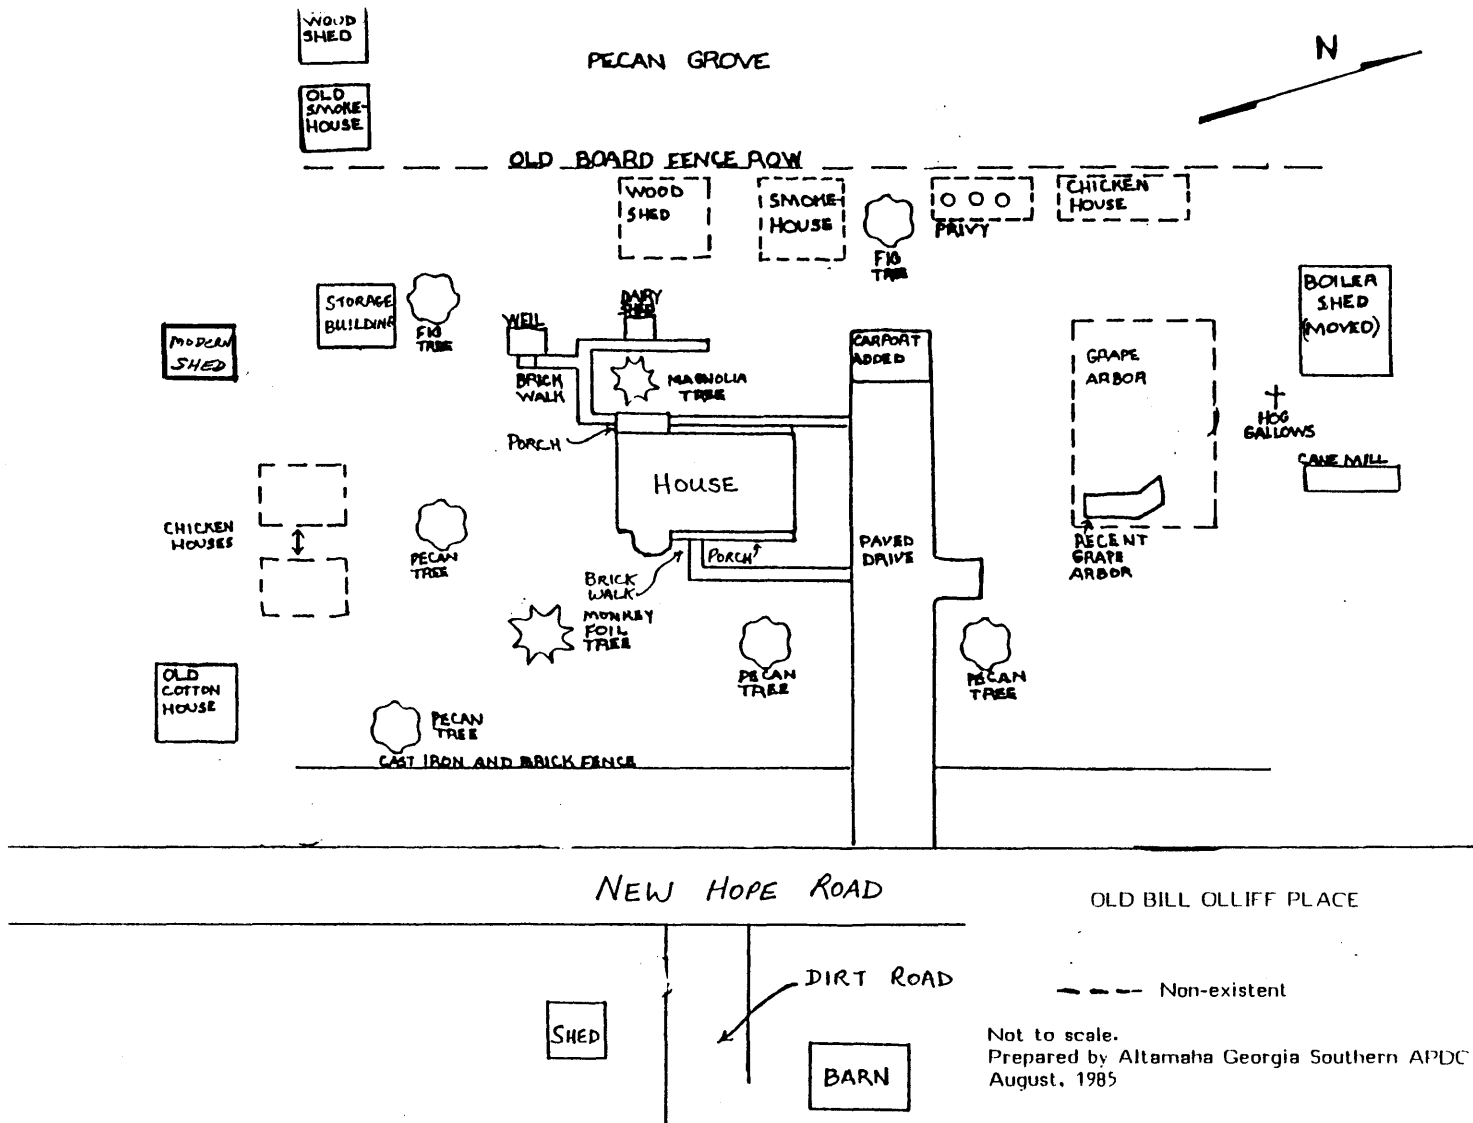 WOOD
SHED
PECAN GROVE
N
OLD
SMOKE-
HOUSE
OLD BOARD FENCE ROW
WOOD
SHED
SMOKE-
HOUSE
FIG
TREE
PRIVY
CHICKEN
HOUSE
BOILER
SHED
(MOVED)
STORAGE
BUILDING
FIG
TREE
MODERN
SHED
WELL
DAIRY
SHED
BRICK
WALK
MAGNOLIA
TREE
CARPORT
ADDED
GRAPE
ARBOR
HOG
GALLOWS
CANE MILL
PORCH
HOUSE
CHICKEN
HOUSES
PECAN
TREE
PORCH
BRICK
WALK
PAVED
DRIVE
RECENT
GRAPE
ARBOR
MONKEY
FOIL
TREE
PECAN
TREE
PECAN
TREE
OLD
COTTON
HOUSE
PECAN
TREE
CAST IRON AND BRICK FENCE
NEW HOPE ROAD
OLD BILL OLLIFF PLACE
DIRT ROAD
SHED
BARN
Non-existent
Not to scale.
Prepared by Altamaha Georgia Southern APDC
August, 1985